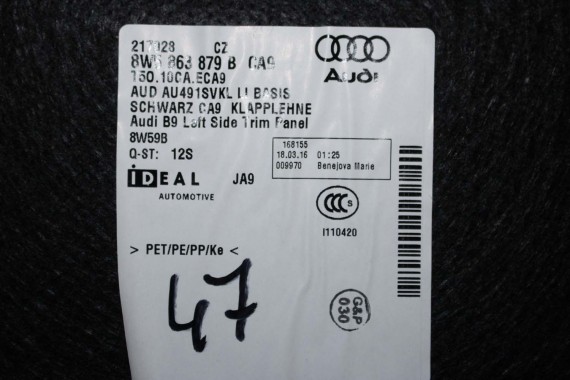 217028 CZ
8W5 863 879 B CA9
150.10CA.ECA9
AUD AU491SVKL LI BASIS
SCHWARZ CA9 KLAPPLEHNE
Audi B9 Left Side Trim Panel
8W59B
Q-ST: 12S
IDEAL JA9
AUTOMOTIVE
Audi
168155
18.03.16 01:25
009970 Benejova Marie
CCC S
I110420
> PET/PE/PP/Ke <
47
G&P
030